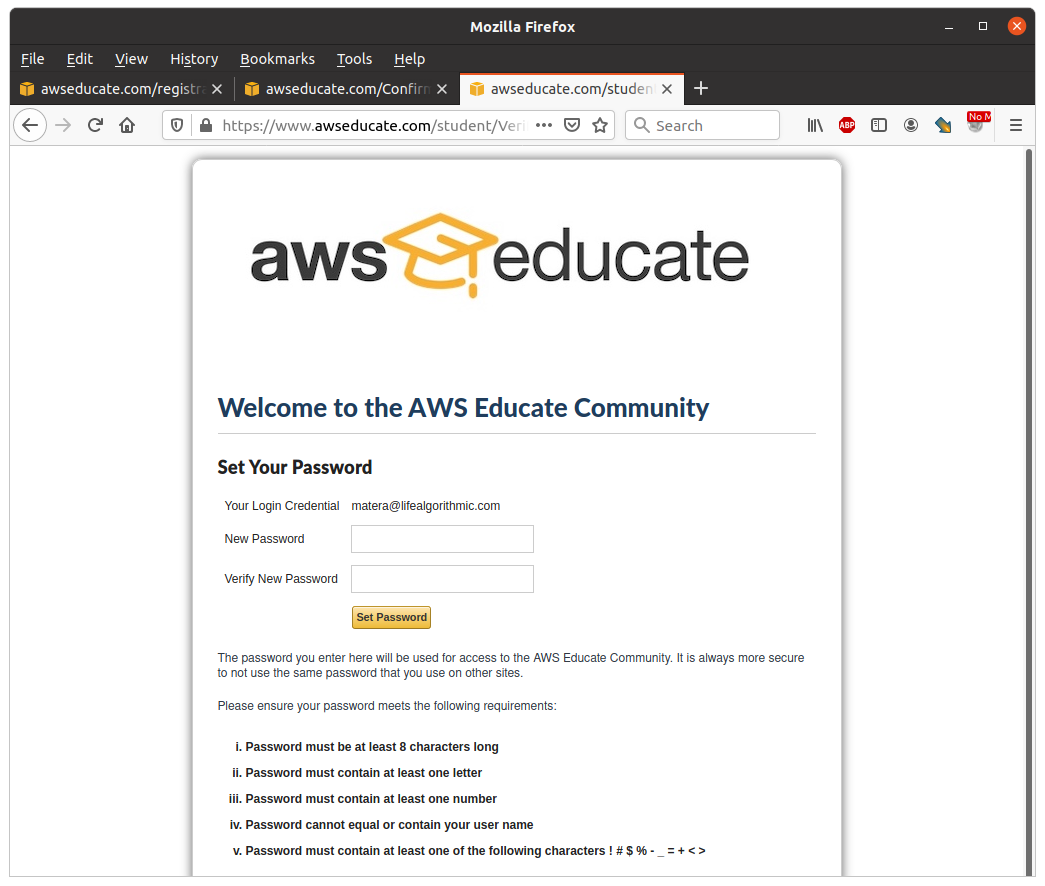 Mozilla Firefox
File Edit View History Bookmarks Tools Help
awseducate.com/registra awseducate.com/Confirm awseducate.com/studen
https://www.awseducate.com/student/Veri Search ABP No M
aws educate
Welcome to the AWS Educate Community
Set Your Password
Your Login Credential matera@lifealgorithmic.com
New Password
Verify New Password
Set Password
The password you enter here will be used for access to the AWS Educate Community. It is always more secure
to not use the same password that you use on other sites.
Please ensure your password meets the following requirements:
i. Password must be at least 8 characters long
ii. Password must contain at least one letter
iii. Password must contain at least one number
iv. Password cannot equal or contain your user name
v. Password must contain at least one of the following characters ! # $ % - _ = + < >